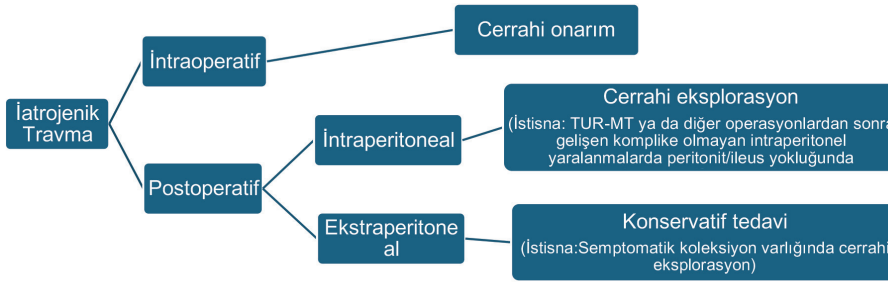 Cerrahi onarım
İntraoperatif
Cerrahi eksplorasyon
(İstisna: TUR-MT ya da diğer operasyonlardan sonra
gelişen komplike olmayan intraperitonel
yaralanmalarda peritonit/ileus yokluğunda
İatrojenik
Travma
İntraperitoneal
Postoperatif
Ekstraperitone
al
Konservatif tedavi
(İstisna:Semptomatik koleksiyon varlığında cerrahi
eksplorasyon)